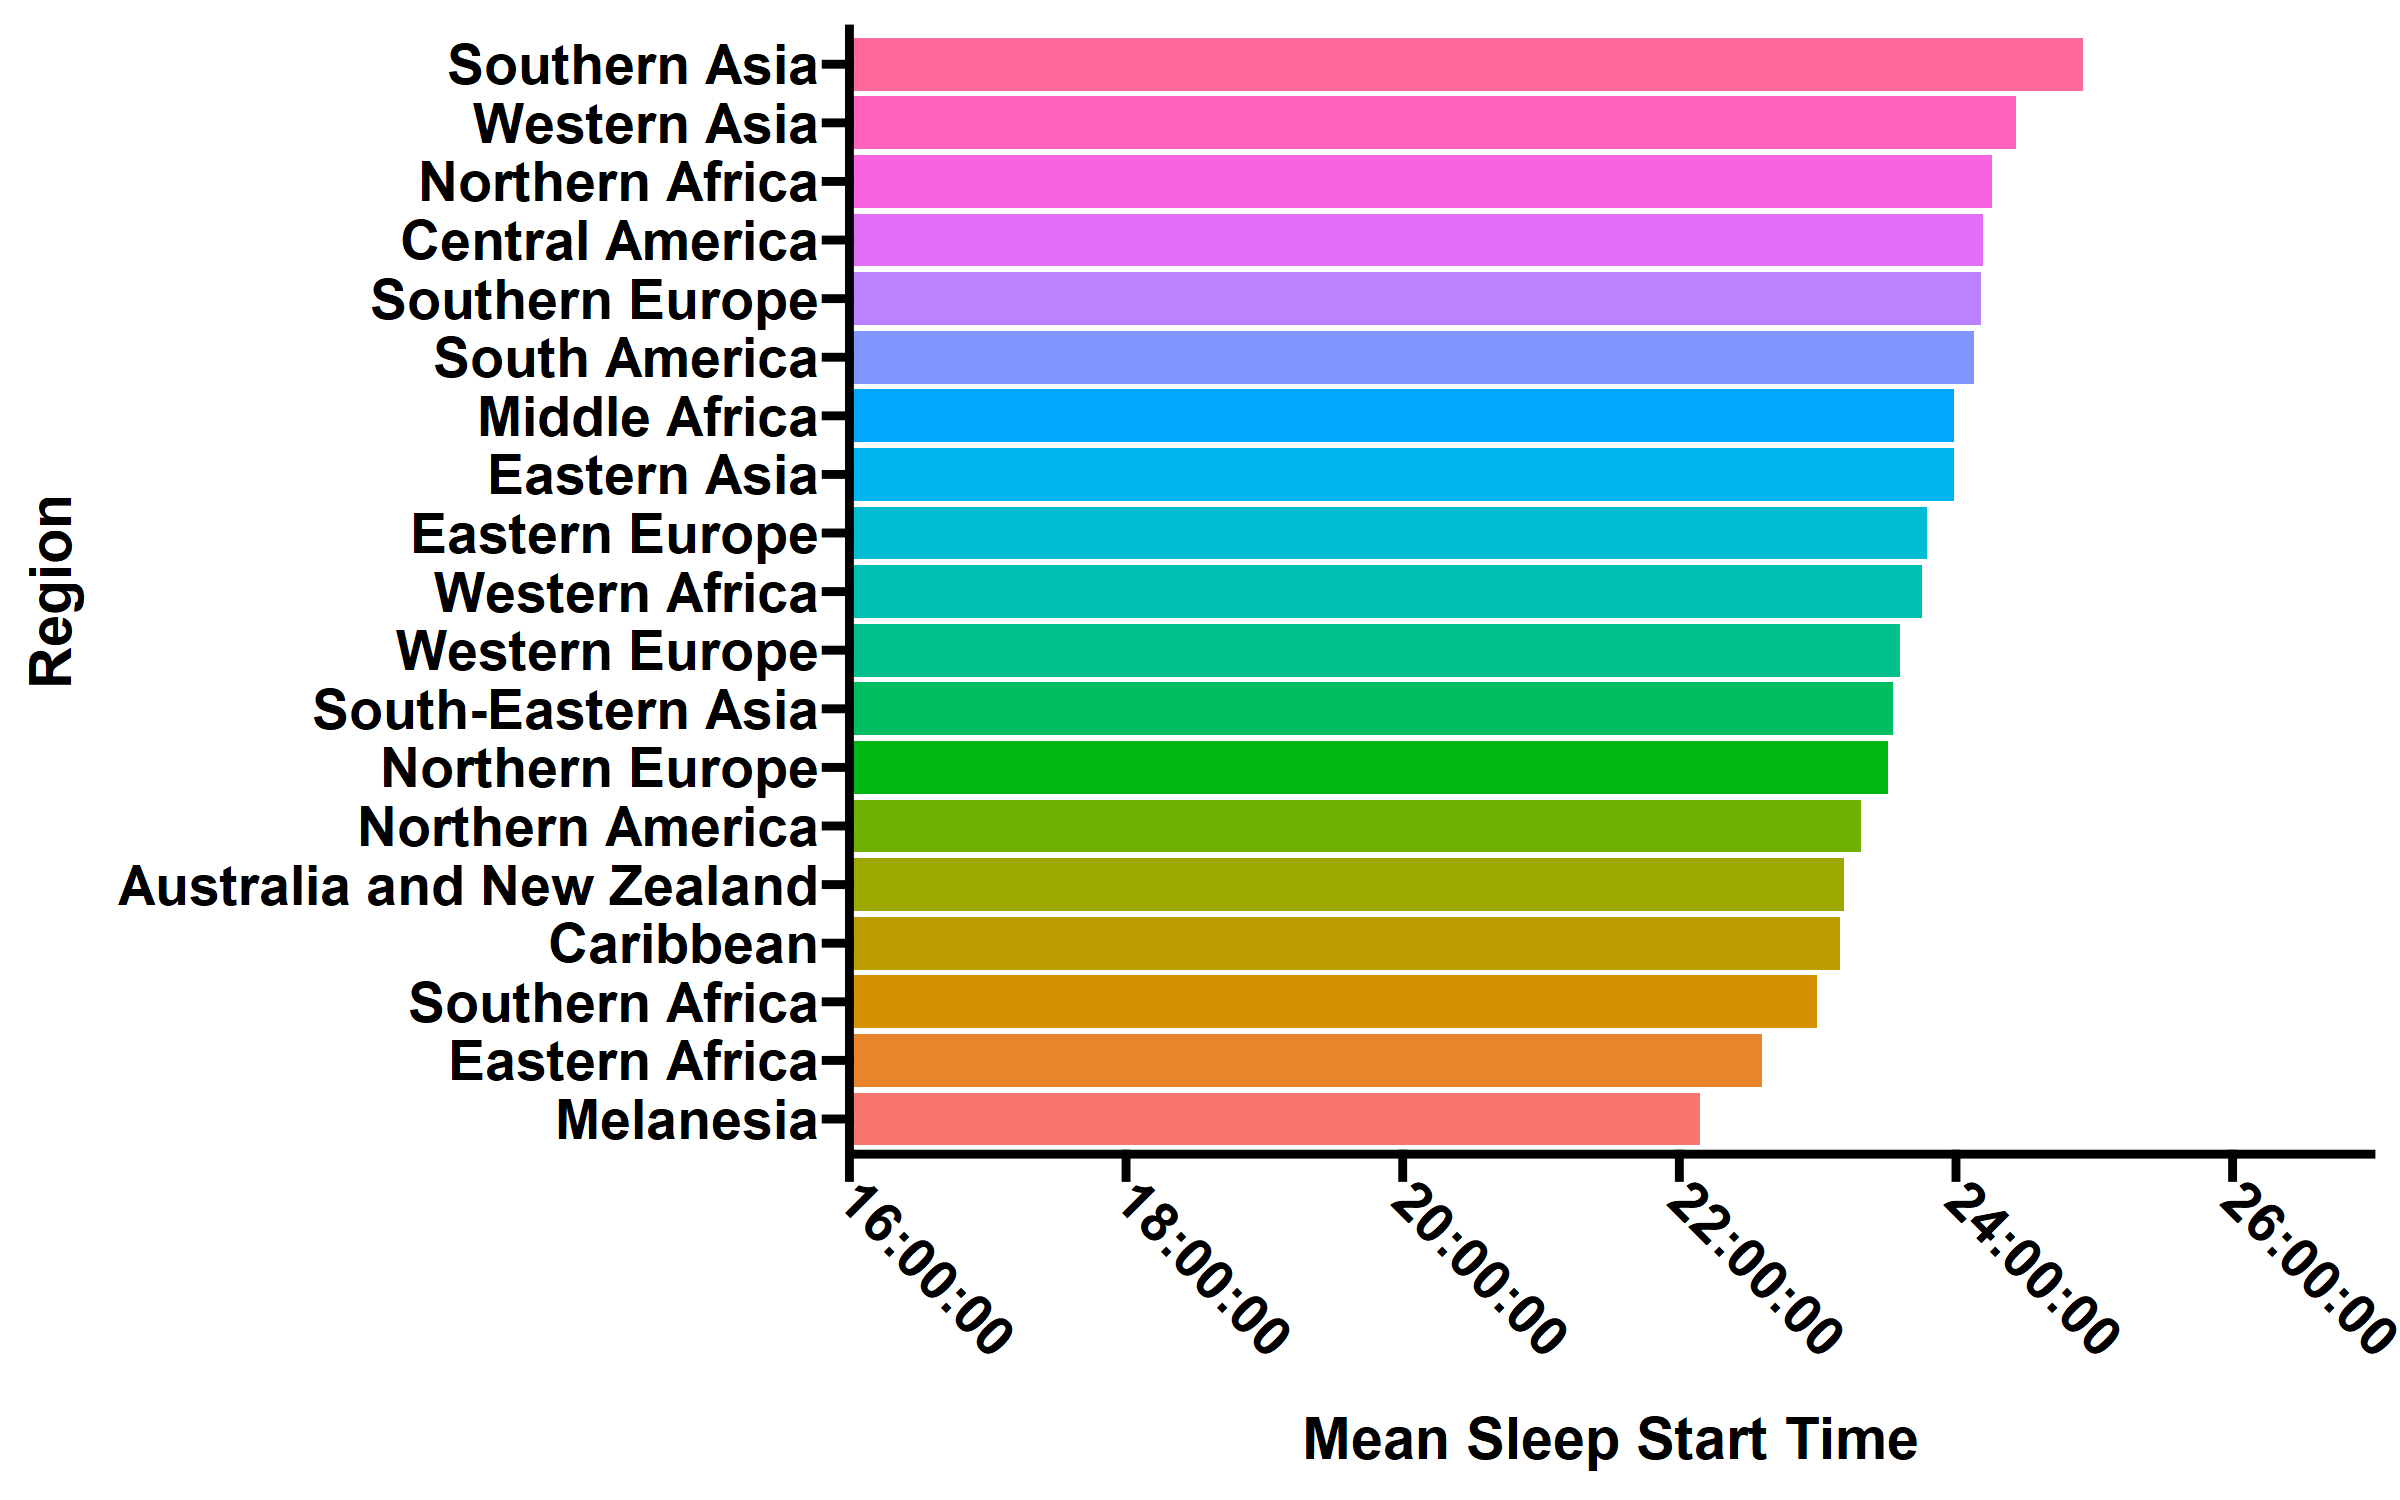 Region
Southern Asia
Western Asia
Northern Africa
Central America
Southern Europe
South America
Middle Africa
Eastern Asia
Eastern Europe
Western Africa
Western Europe
South-Eastern Asia
Northern Europe
Northern America
Australia and New Zealand
Caribbean
Southern Africa
Eastern Africa
Melanesia
16:00:00
18:00:00
20:00:00
22:00:00
24:00:00
26:00:00
Mean Sleep Start Time